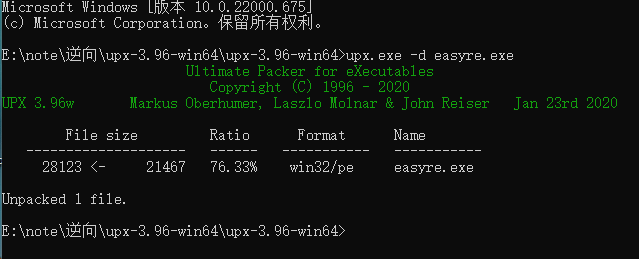 Microsoft Windows [版本 10.0.22000.675]
(c) Microsoft Corporation。保留所有权利。
E:\note\逆向\upx-3.96-win64\upx-3.96-win64>upx.exe -d easyre.exe
Ultimate Packer for eXecutables
Copyright (C) 1996 - 2020
UPX 3.96w Markus Oberhumer, Laszlo Molnar & John Reiser Jan 23rd 2020
File size Ratio Format Name
-------------------- ------ ----------- -----------
28123 <- 21467 76.33% win32/pe easyre.exe
Unpacked 1 file.
E:\note\逆向\upx-3.96-win64\upx-3.96-win64>